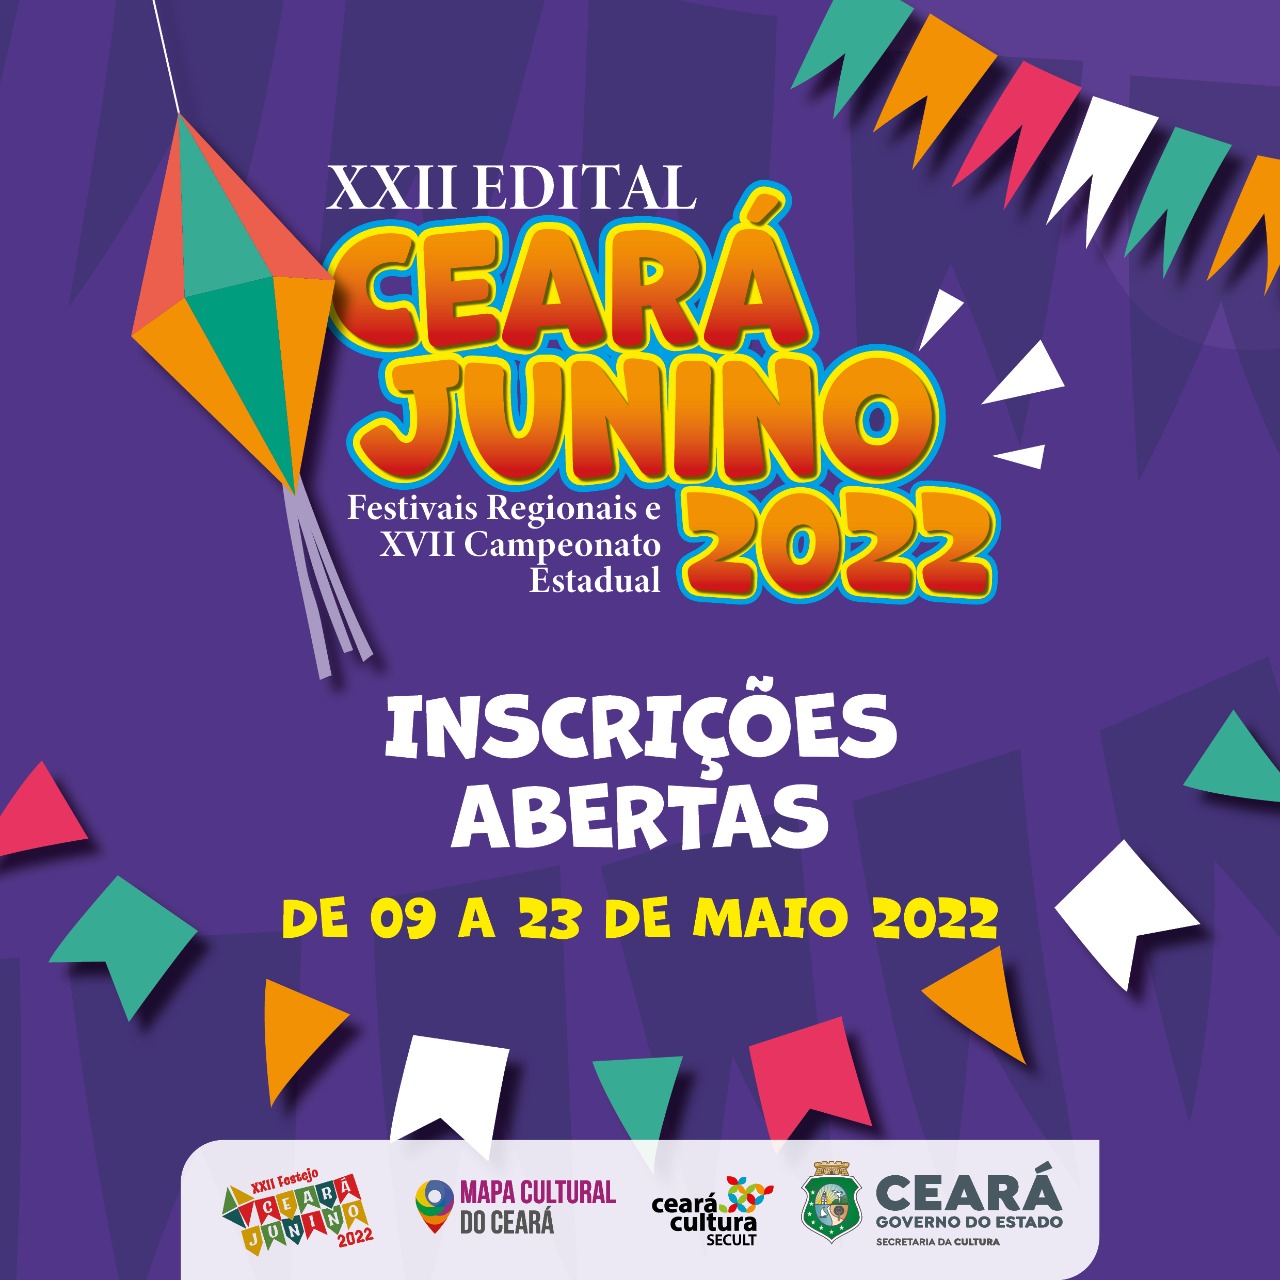 XXII EDITAL
CEARÁ
JUNINO
2022
Festivais Regionais e
XVII Campeonato
Estadual
INSCRIÇÕES
ABERTAS
DE 09 A 23 DE MAIO 2022
XXII Festejo
CEARÁ
JUNINO
2022
MAPA CULTURAL
DO CEARÁ
ceará
cultura
SECULT
CEARÁ
GOVERNO DO ESTADO
SECRETARIA DA CULTURA